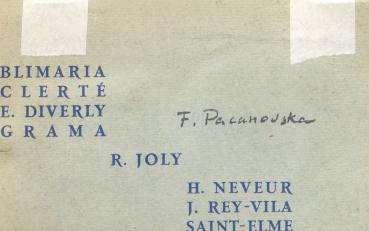 BLIMARIA
CLERTÉ
E. DIVERLY
GRAMA
F. Pacanovska
R. JOLY
H. NEVEUR
J. REY-VILA
SAINT-ELME